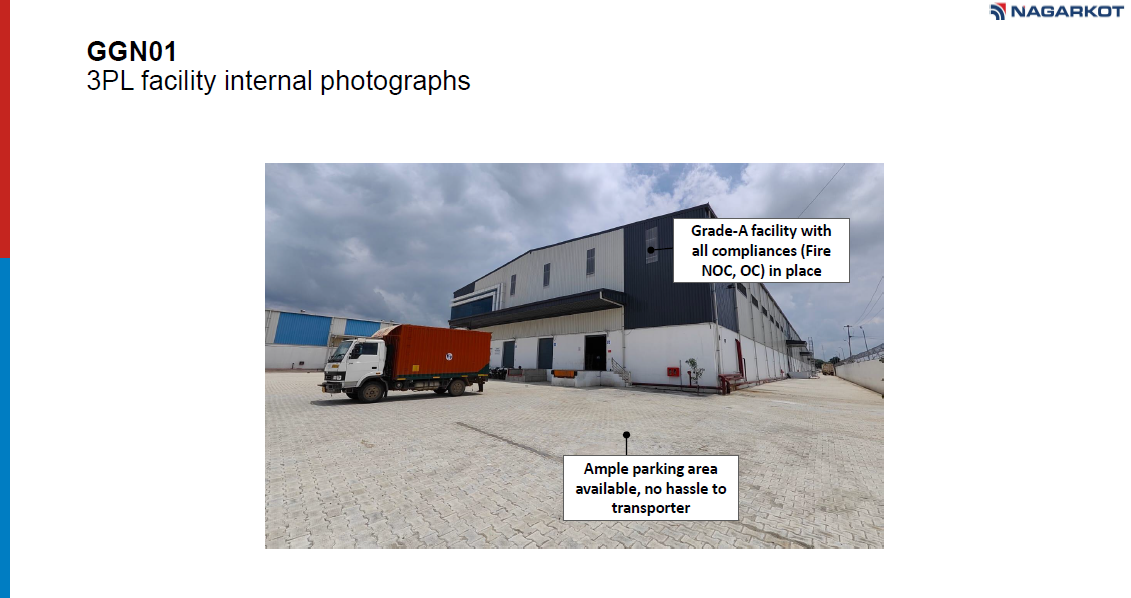 NAGARKOT
GGN01
3PL facility internal photographs
Grade-A facility with
all compliances (Fire
NOC, OC) in place
Ample parking area
available, no hassle to
transporter